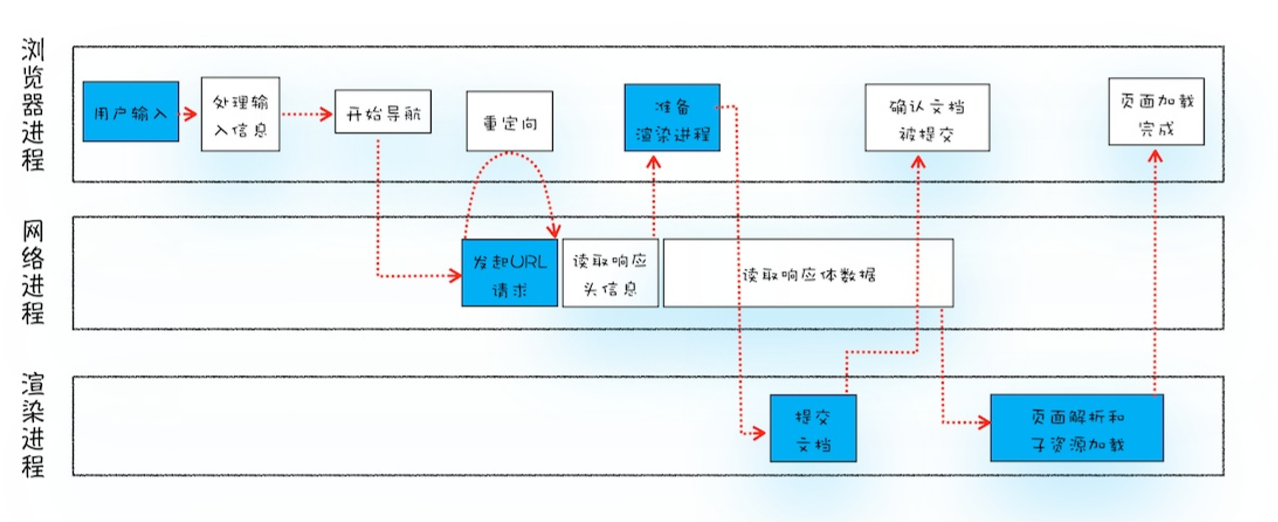 浏览器进程
用户输入
处理输
入信息
开始导航
重定向
准备
渲染进程
确认文档
被提交
页面加载
完成
网络进程
发起URL
请求
读取响应
头信息
读取响应体数据
渲染进程
提交
文档
页面解析和
子资源加载